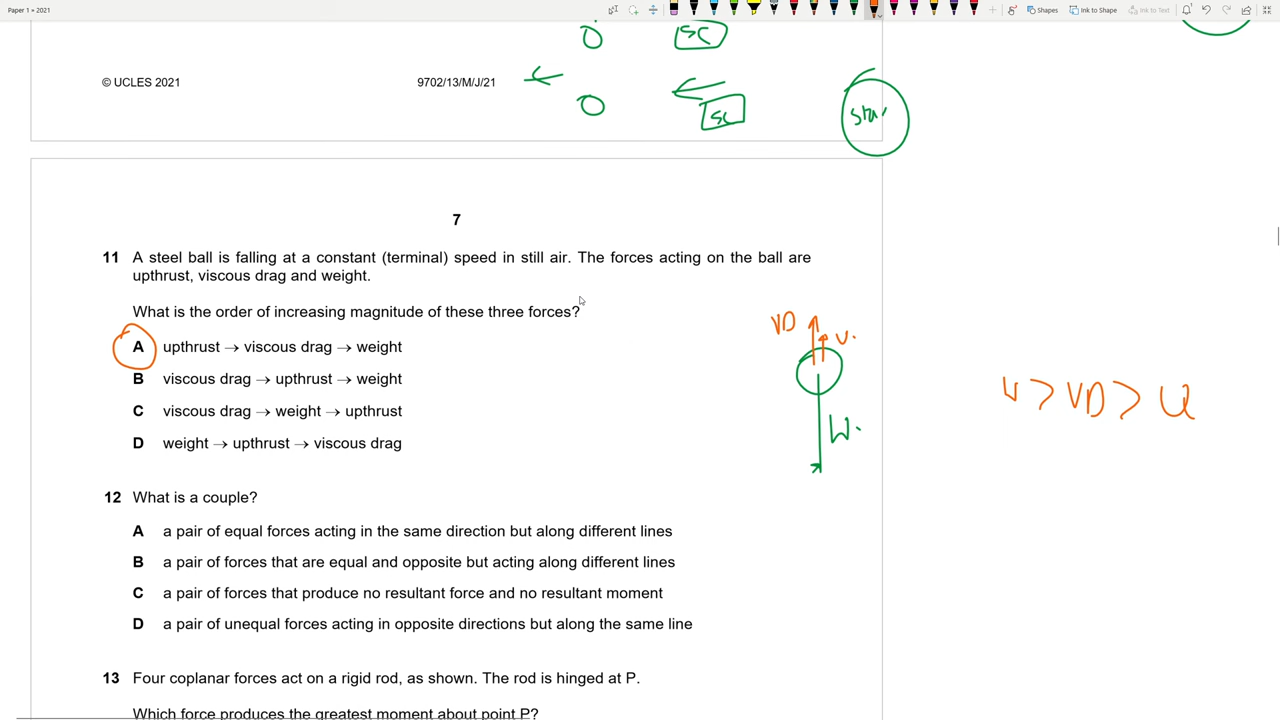 Paper 1 » 2021
Shapes
Ink to Shape
Ink to Text
SC
© UCLES 2021
9702/13/M/J/21
SC
star
7
11 A steel ball is falling at a constant (terminal) speed in still air. The forces acting on the ball are
upthrust, viscous drag and weight.
What is the order of increasing magnitude of these three forces?
A upthrust → viscous drag → weight
B viscous drag → upthrust → weight
C viscous drag → weight → upthrust
D weight → upthrust → viscous drag
VD
U.
W.
W > VD > U
12 What is a couple?
A a pair of equal forces acting in the same direction but along different lines
B a pair of forces that are equal and opposite but acting along different lines
C a pair of forces that produce no resultant force and no resultant moment
D a pair of unequal forces acting in opposite directions but along the same line
13 Four coplanar forces act on a rigid rod, as shown. The rod is hinged at P.
Which force produces the greatest moment about point P?